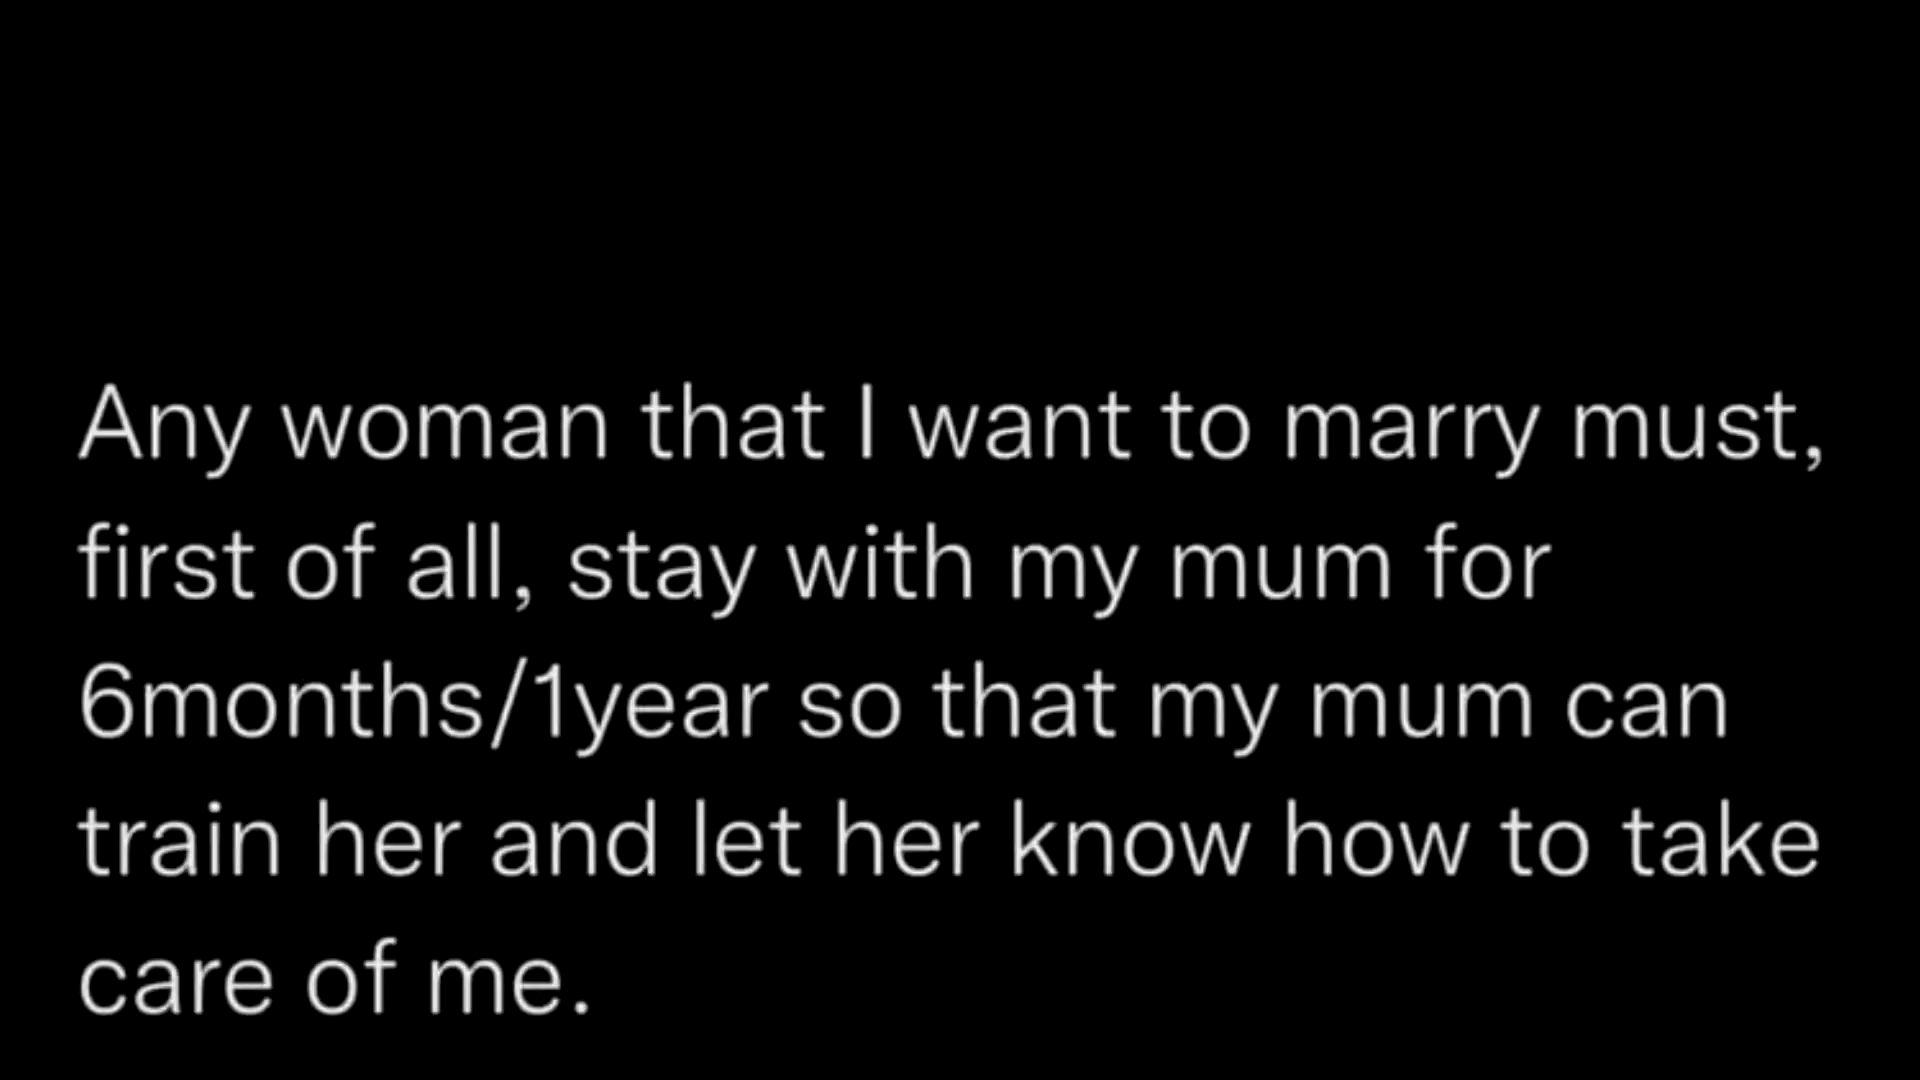 Any woman that I want to marry must,
first of all, stay with my mum for
6months/1year so that my mum can
train her and let her know how to take
care of me.